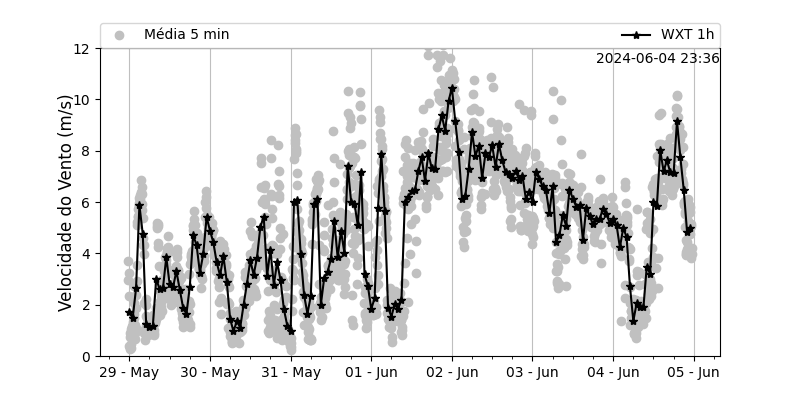 Média 5 min
WXT 1h
2024-06-04 23:36
Velocidade do Vento (m/s)
12
10
8
6
4
2
0
29 - May
30 - May
31 - May
01 - Jun
02 - Jun
03 - Jun
04 - Jun
05 - Jun